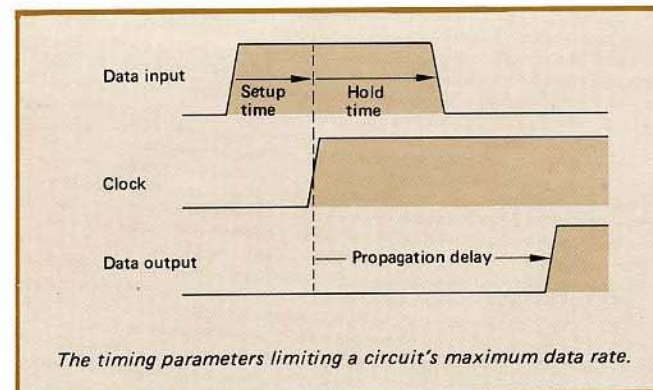 Data input
Setup
time
Hold
time
Clock
Data output
Propagation delay
The timing parameters limiting a circuit's maximum data rate.